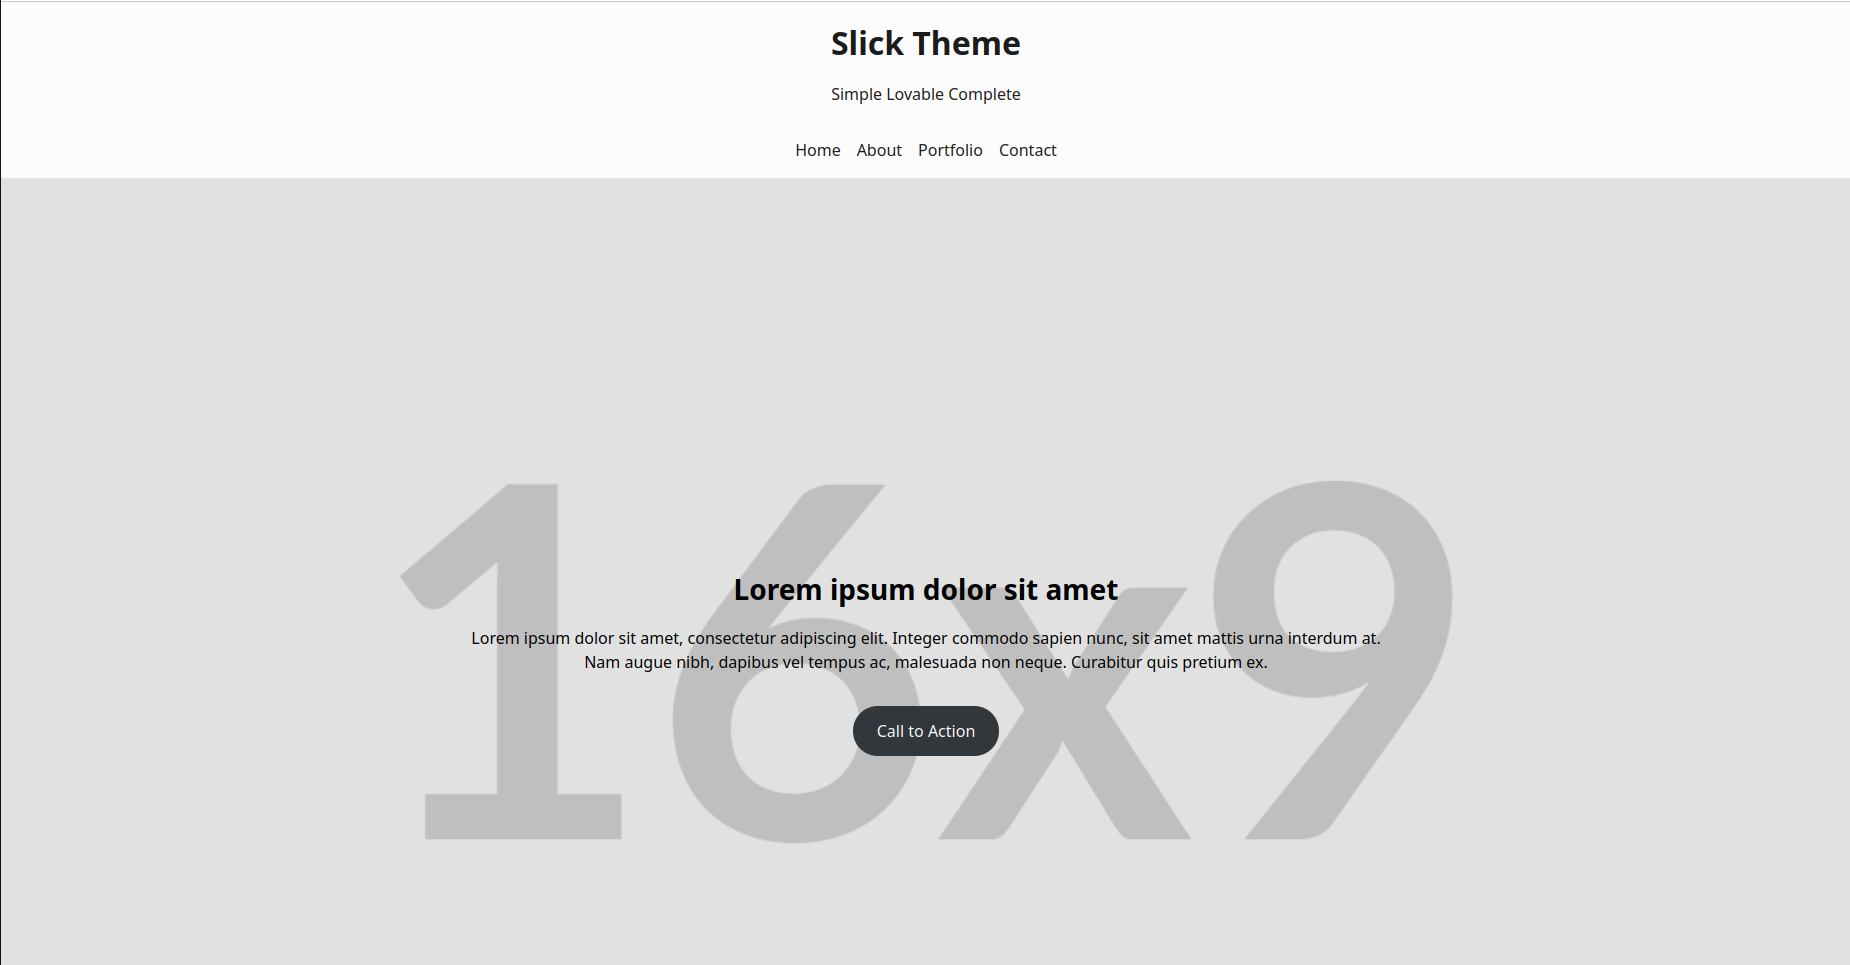 Slick Theme
Simple Lovable Complete
Home About Portfolio Contact
16x9
Lorem ipsum dolor sit amet
Lorem ipsum dolor sit amet, consectetur adipiscing elit. Integer commodo sapien nunc, sit amet mattis urna interdum at.
Nam augue nibh, dapibus vel tempus ac, malesuada non neque. Curabitur quis pretium ex.
Call to Action